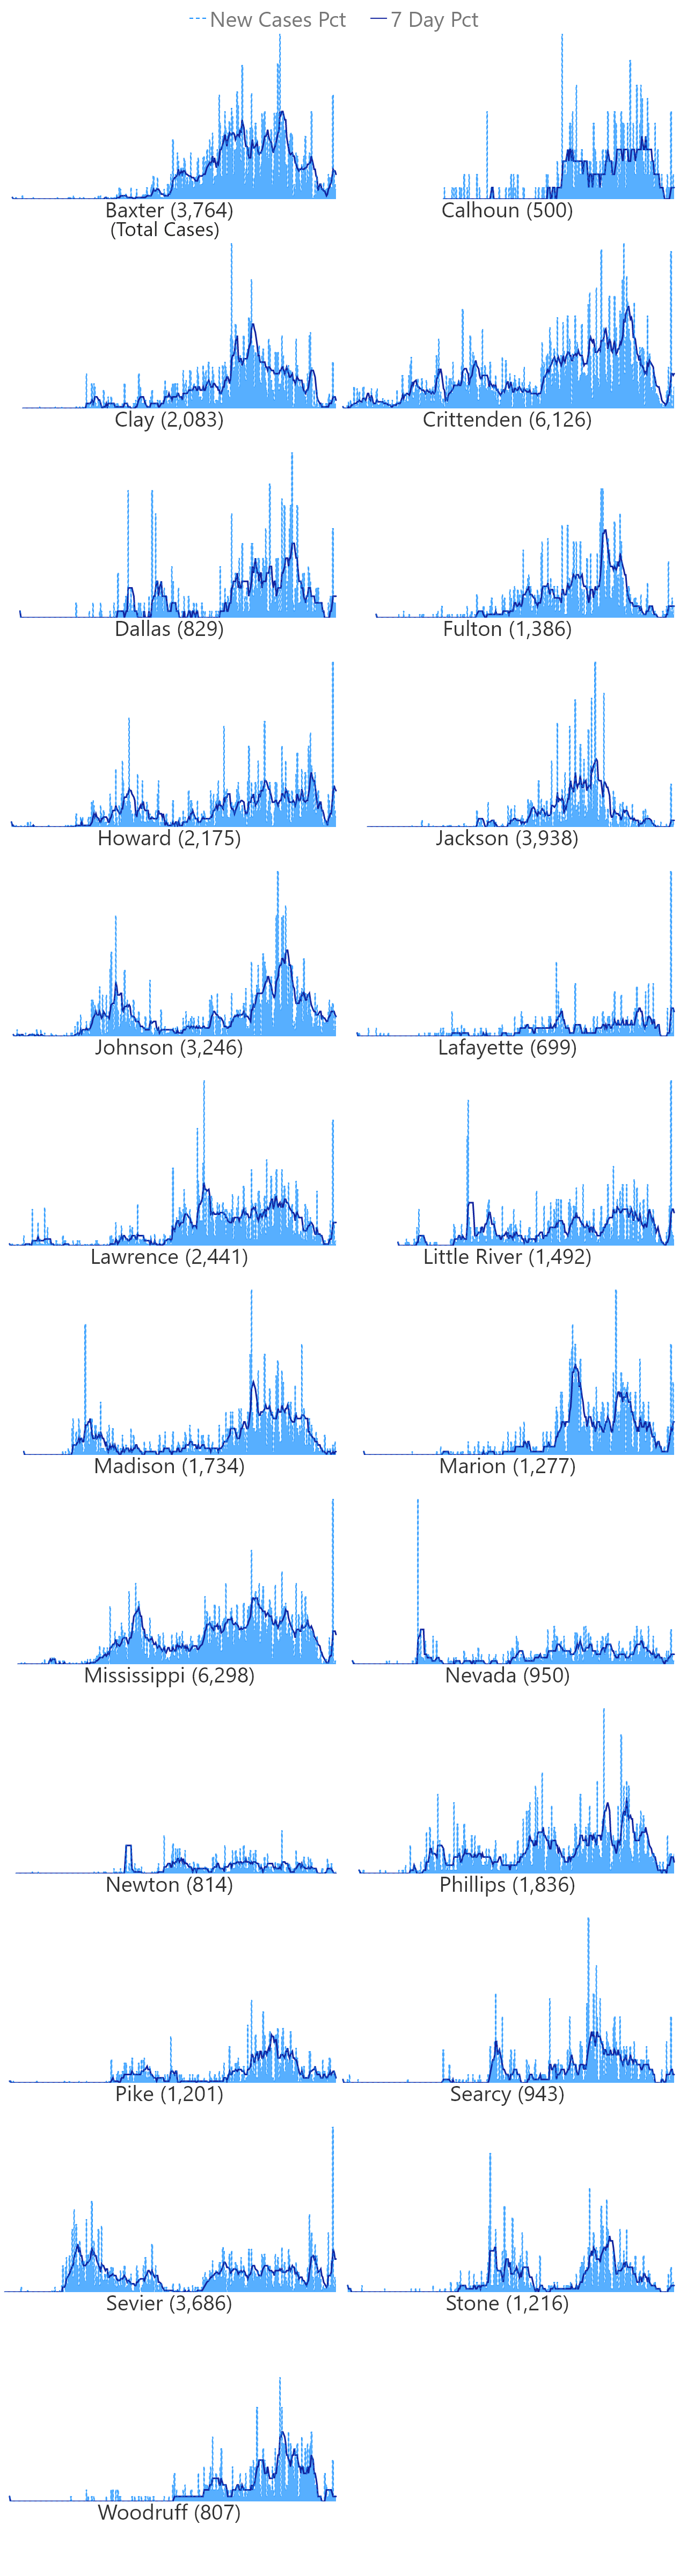 New Cases Pct 7 Day Pct
Baxter (3,764) Calhoun (500)
(Total Cases)
Clay (2,083) Crittenden (6,126)
Dallas (829) Fulton (1,386)
Howard (2,175) Jackson (3,938)
Johnson (3,246) Lafayette (699)
Lawrence (2,441) Little River (1,492)
Madison (1,734) Marion (1,277)
Mississippi (6,298) Nevada (950)
Newton (814) Phillips (1,836)
Pike (1,201) Searcy (943)
Sevier (3,686) Stone (1,216)
Woodruff (807)